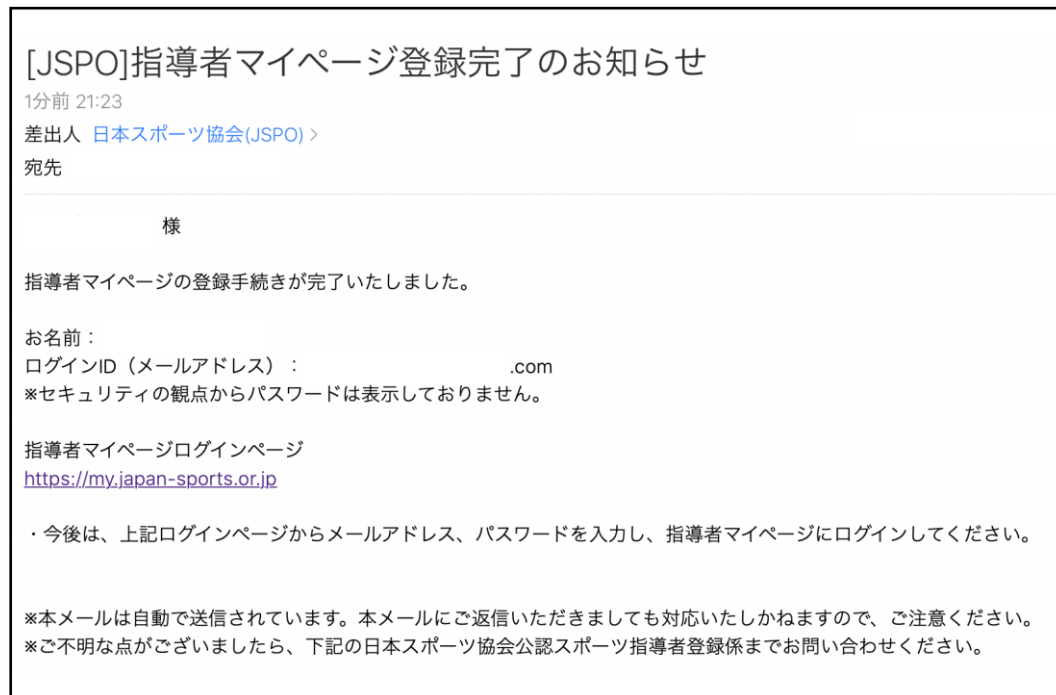 [JSPO]指導者マイページ登録完了のお知らせ
1分前 21:23
差出人 日本スポーツ協会(JSPO) >
宛先
様
指導者マイページの登録手続きが完了いたしました。
お名前：
ログインID（メールアドレス）： .com
※セキュリティの観点からパスワードは表示しておりません。
指導者マイページログインページ
https://my.japan-sports.or.jp
・今後は、上記ログインページからメールアドレス、パスワードを入力し、指導者マイページにログインしてください。
※本メールは自動で送信されています。本メールにご返信いただきましても対応いたしかねますので、ご注意ください。
※ご不明な点がございましたら、下記の日本スポーツ協会公認スポーツ指導者登録係までお問い合わせください。